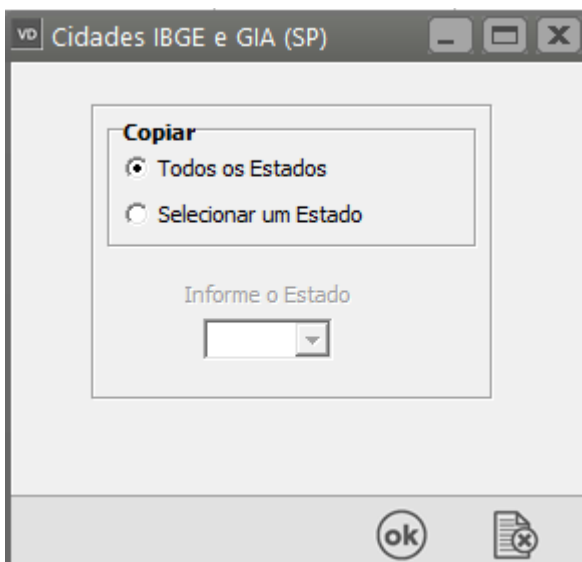 VD Cidades IBGE e GIA (SP)
Copiar
Todos os Estados
Selecionar um Estado
Informe o Estado
ok